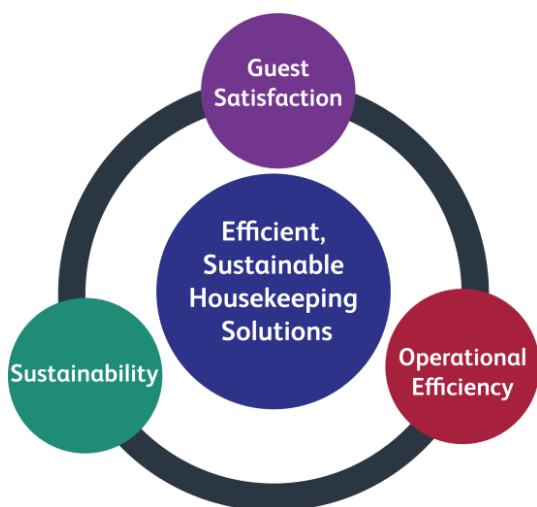 Guest
Satisfaction
Efficient,
Sustainable
Housekeeping
Solutions
Sustainability
Operational
Efficiency